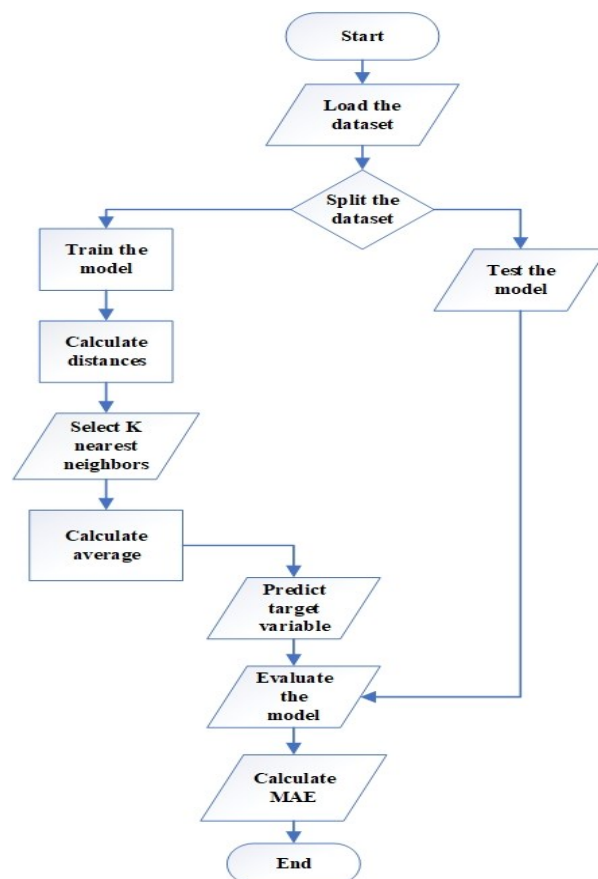 Start
Load the
dataset
Split the
dataset
Train the
model
Test the
model
Calculate
distances
Select K
nearest
neighbors
Calculate
average
Predict
target
variable
Evaluate
the
model
Calculate
MAE
End